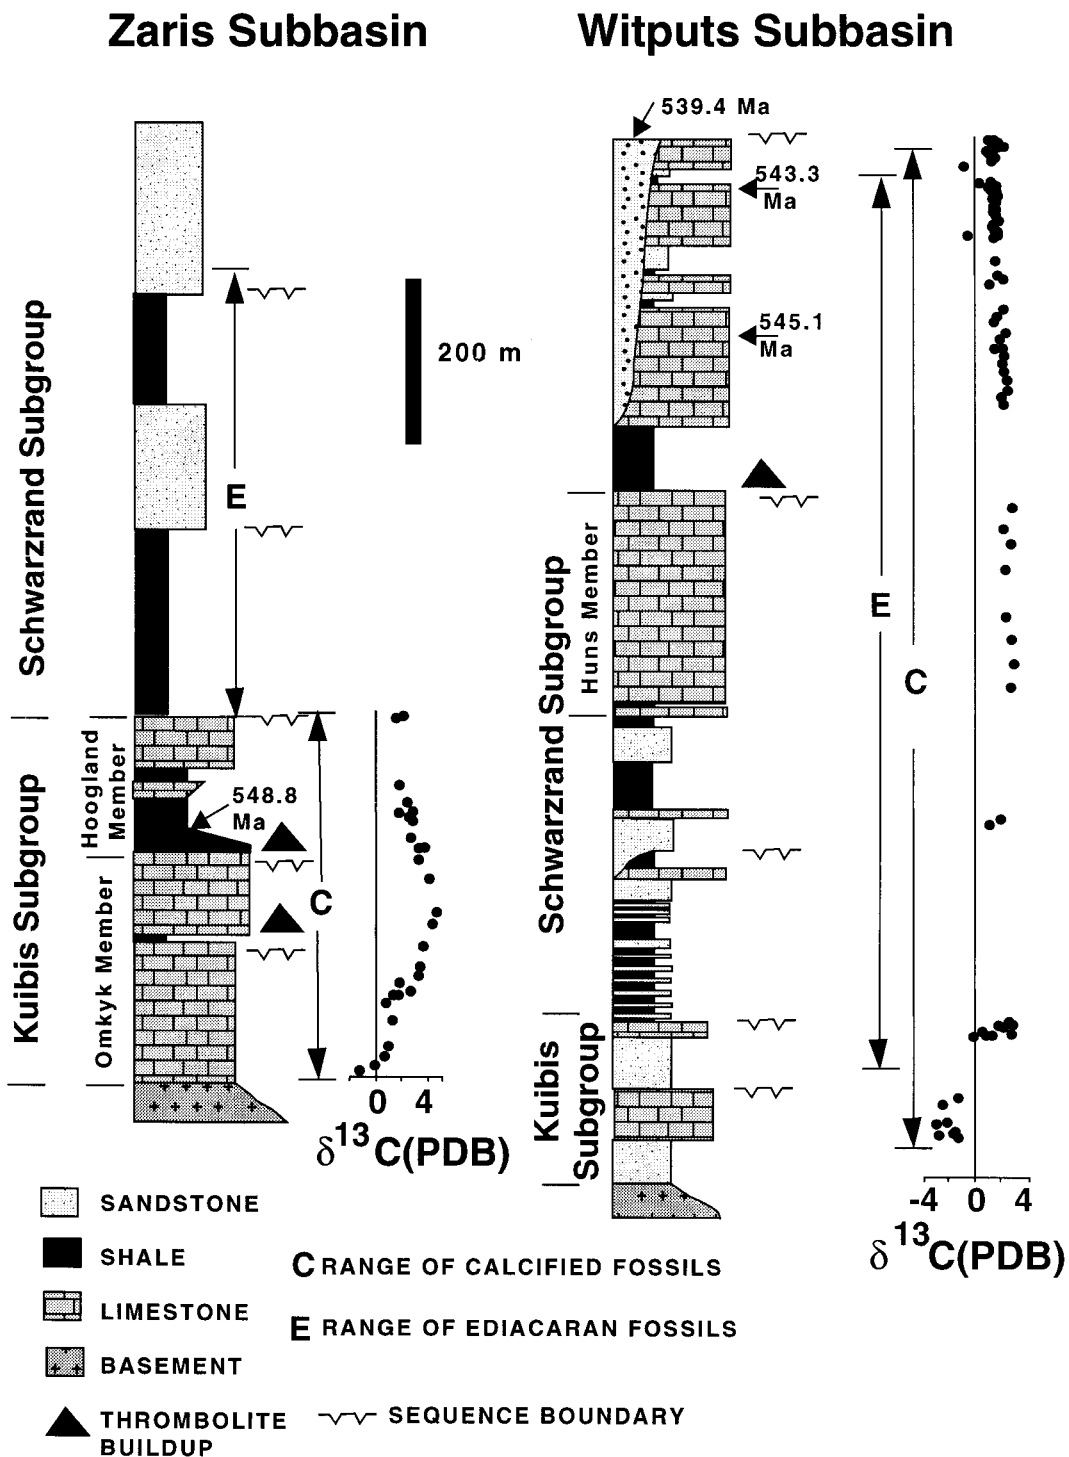 Zaris Subbasin
Witputs Subbasin
539.4 Ma
543.3
Ma
545.1
Ma
200 m
E
Schwarzrand Subgroup
Kuibis Subgroup
Hoogland
Member
Omkyk Member
548.8
Ma
C
0 4
δ13C(PDB)
Schwarzrand Subgroup
Huns Member
Kuibis
Subgroup
E
C
-4 0 4
δ13C(PDB)
SANDSTONE
SHALE
LIMESTONE
BASEMENT
THROMBOLITE
BUILDUP
C RANGE OF CALCIFIED FOSSILS
E RANGE OF EDIACARAN FOSSILS
SEQUENCE BOUNDARY